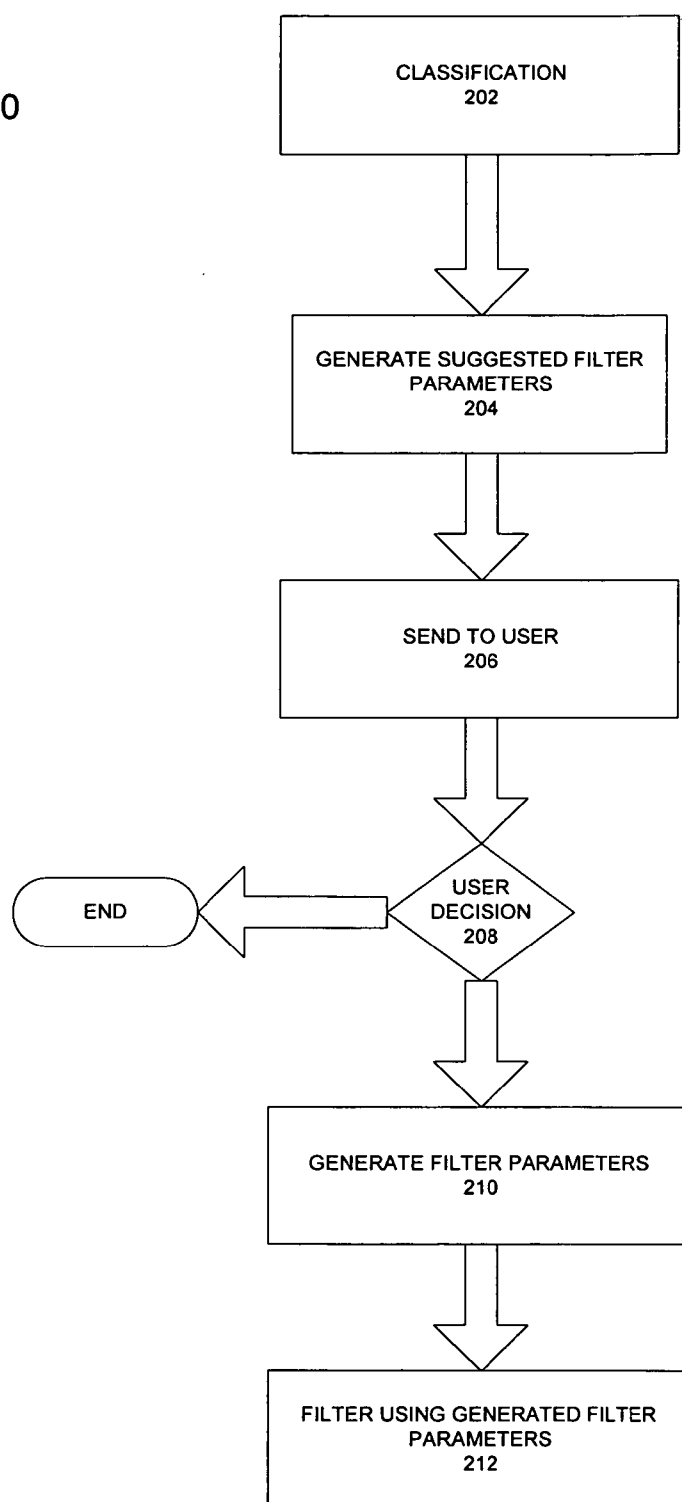 0
CLASSIFICATION
202
GENERATE SUGGESTED FILTER
PARAMETERS
204
SEND TO USER
206
USER
DECISION
208
END
GENERATE FILTER PARAMETERS
210
FILTER USING GENERATED FILTER
PARAMETERS
212